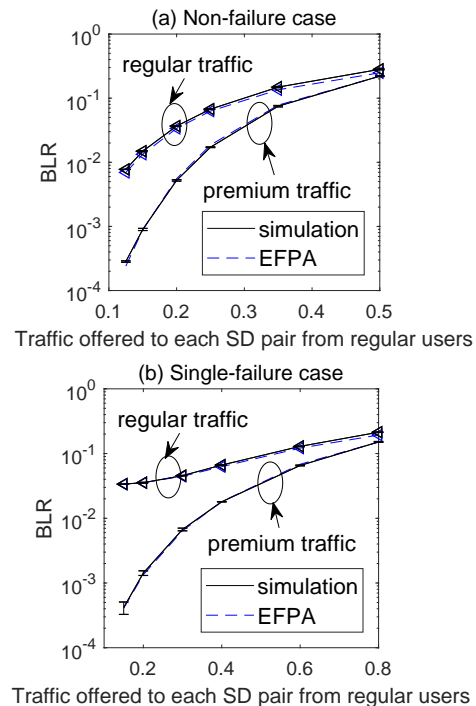 (a) Non-failure case
10^0
regular traffic
10^-1
BLR
10^-2
premium traffic
10^-3
simulation
EFPA
10^-4
0.1 0.2 0.3 0.4 0.5
Traffic offered to each SD pair from regular users
(b) Single-failure case
10^0
regular traffic
10^-1
BLR
10^-2
premium traffic
10^-3
simulation
EFPA
10^-4
0.2 0.4 0.6 0.8
Traffic offered to each SD pair from regular users